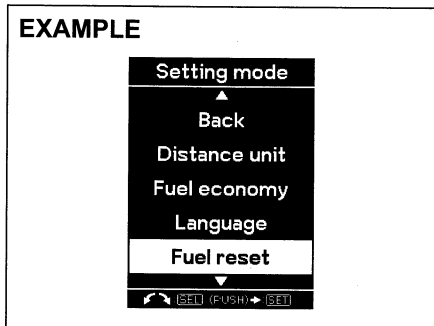 EXAMPLE
Setting mode
Back
Distance unit
Fuel economy
Language
Fuel reset
SEL (PUSH) SET